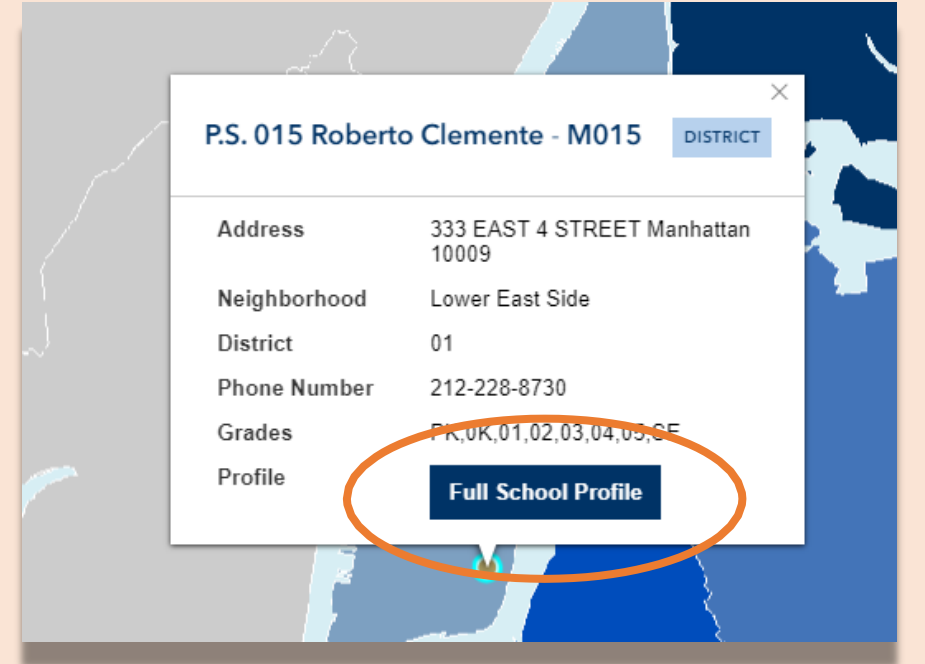 P.S. 015 Roberto Clemente - M015 DISTRICT
Address 333 EAST 4 STREET Manhattan
10009
Neighborhood Lower East Side
District 01
Phone Number 212-228-8730
Grades PK,0K,01,02,03,04,05,SE
Profile Full School Profile